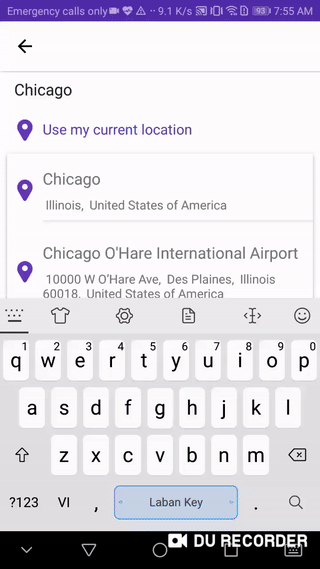 Emergency calls only 9.1 K/s 93 7:55 AM
Chicago
Use my current location
Chicago
Illinois, United States of America
Chicago O'Hare International Airport
10000 W O'Hare Ave, Des Plaines, Illinois
60018, United States of America
1 2 3 4 5 6 7 8 9 0
q w e r t y u i o p
a s d f g h j k l
z x c v b n m
?123 VI , Laban Key .
DU RECORDER